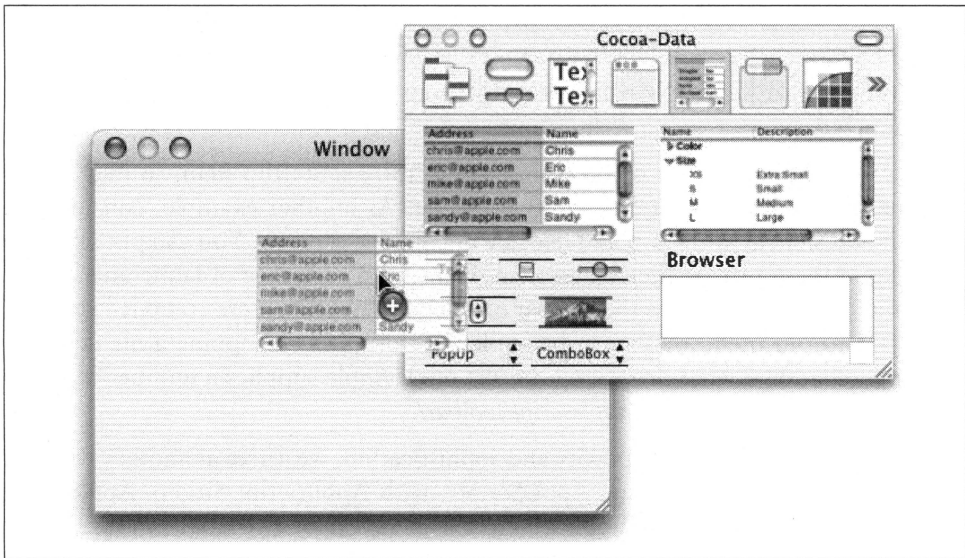 Cocoa-Data
Tex
Tex
Window
Address Name
chris@apple.com Chris
eric@apple.com Eric
mike@apple.com Mike
sam@apple.com Sam
sandy@apple.com Sandy
Name Description
Color
Size
XS Extra Small
S Small
M Medium
L Large
Address Name
chris@apple.com Chris
eric@apple.com Eric
mike@apple.com
sam@apple.com
sandy@apple.com Sandy
Browser
PopUp
ComboBox